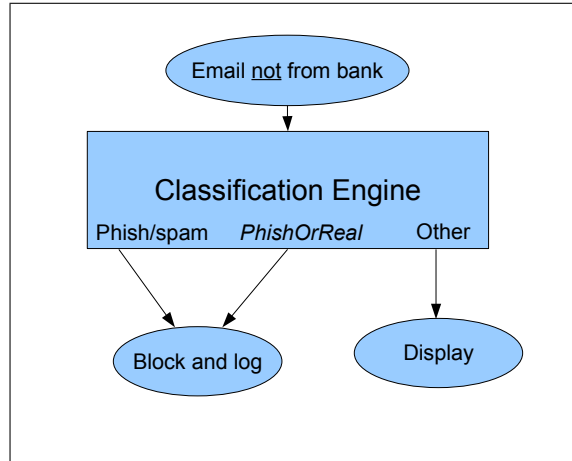 Email not from bank
Classification Engine
Phish/spam PhishOrReal Other
Block and log
Display